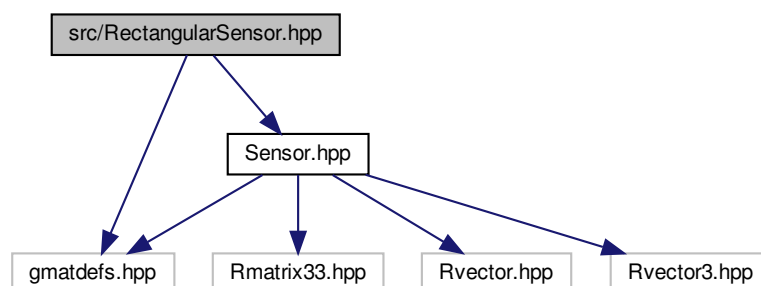 src/RectangularSensor.hpp
Sensor.hpp
gmatdefs.hpp
Rmatrix33.hpp
Rvector.hpp
Rvector3.hpp